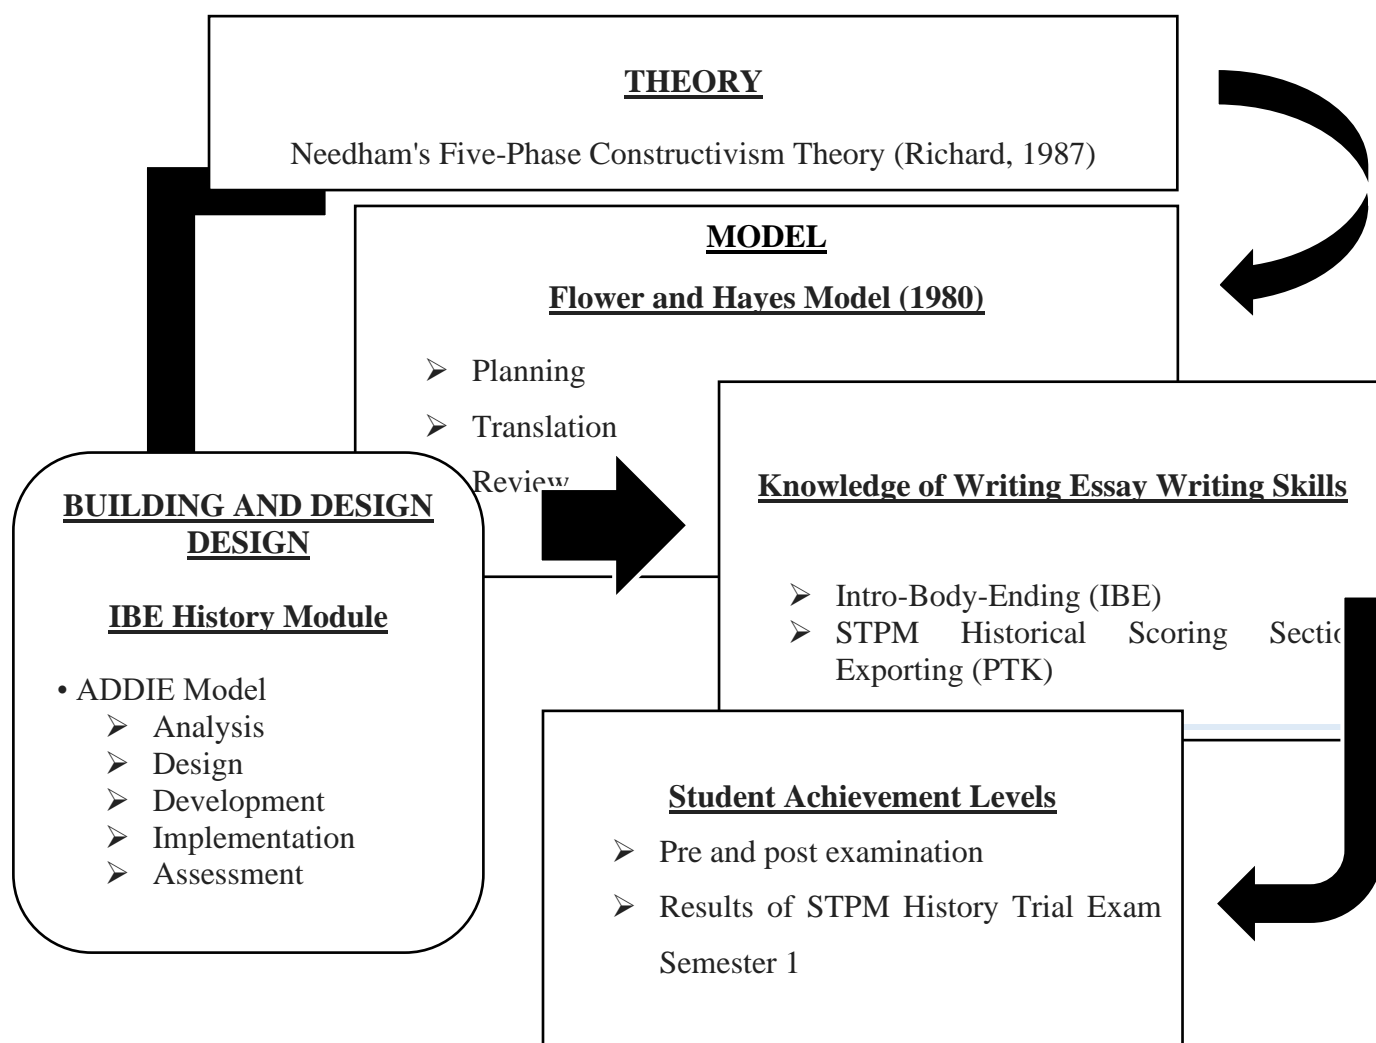 THEORY
Needham's Five-Phase Constructivism Theory (Richard, 1987)
MODEL
Flower and Hayes Model (1980)
➢ Planning
➢ Translation
Review
BUILDING AND DESIGN
DESIGN
IBE History Module
• ADDIE Model
➢ Analysis
➢ Design
➢ Development
➢ Implementation
➢ Assessment
Knowledge of Writing Essay Writing Skills
➢ Intro-Body-Ending (IBE)
➢ STPM Historical Scoring Sectio
Exporting (PTK)
Student Achievement Levels
➢ Pre and post examination
➢ Results of STPM History Trial Exam
Semester 1